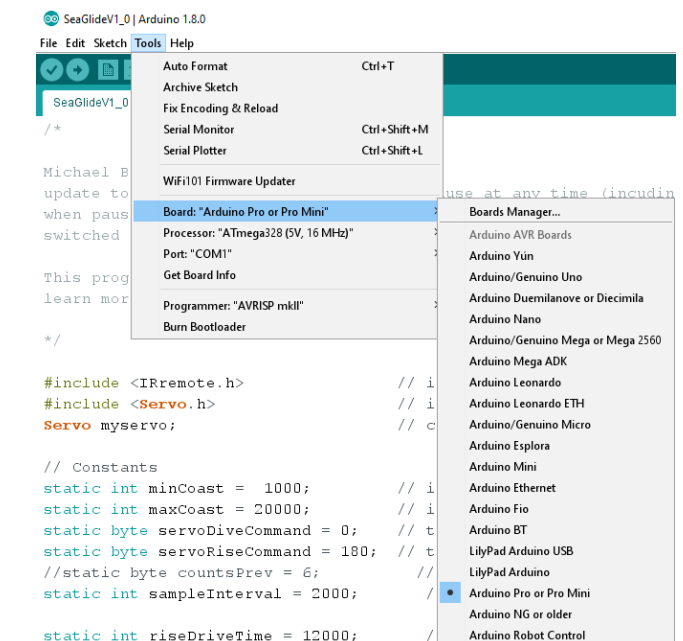 SeaGlideV1_0 | Arduino 1.8.0
File Edit Sketch Tools Help
SeaGlideV1_0
Auto Format Ctrl+T
Archive Sketch
Fix Encoding & Reload
Serial Monitor Ctrl+Shift+M
Serial Plotter Ctrl+Shift+L
WiFi101 Firmware Updater
Board: "Arduino Pro or Pro Mini"
Processor: "ATmega328 (5V, 16 MHz)"
Port: "COM1"
Get Board Info
Programmer: "AVRISP mkII"
Burn Bootloader
Boards Manager...
Arduino AVR Boards
Arduino Yún
Arduino/Genuino Uno
Arduino Duemilanove or Diecimila
Arduino Nano
Arduino/Genuino Mega or Mega 2560
Arduino Mega ADK
Arduino Leonardo
Arduino Leonardo ETH
Arduino/Genuino Micro
Arduino Esplora
Arduino Mini
Arduino Ethernet
Arduino Fio
Arduino BT
LilyPad Arduino USB
LilyPad Arduino
Arduino Pro or Pro Mini
Arduino NG or older
Arduino Robot Control
/*
Michael B
update to use at any time (incudin
when paus
switched
This prog
learn mor
*/
#include <IRremote.h> // i
#include <Servo.h> // i
Servo myservo; // c
// Constants
static int minCoast = 1000; // i
static int maxCoast = 20000; // i
static byte servoDiveCommand = 0; // t
static byte servoRiseCommand = 180; // t
//static byte countsPrev = 6; //
static int sampleInterval = 2000; /
static int riseDriveTime = 12000; /